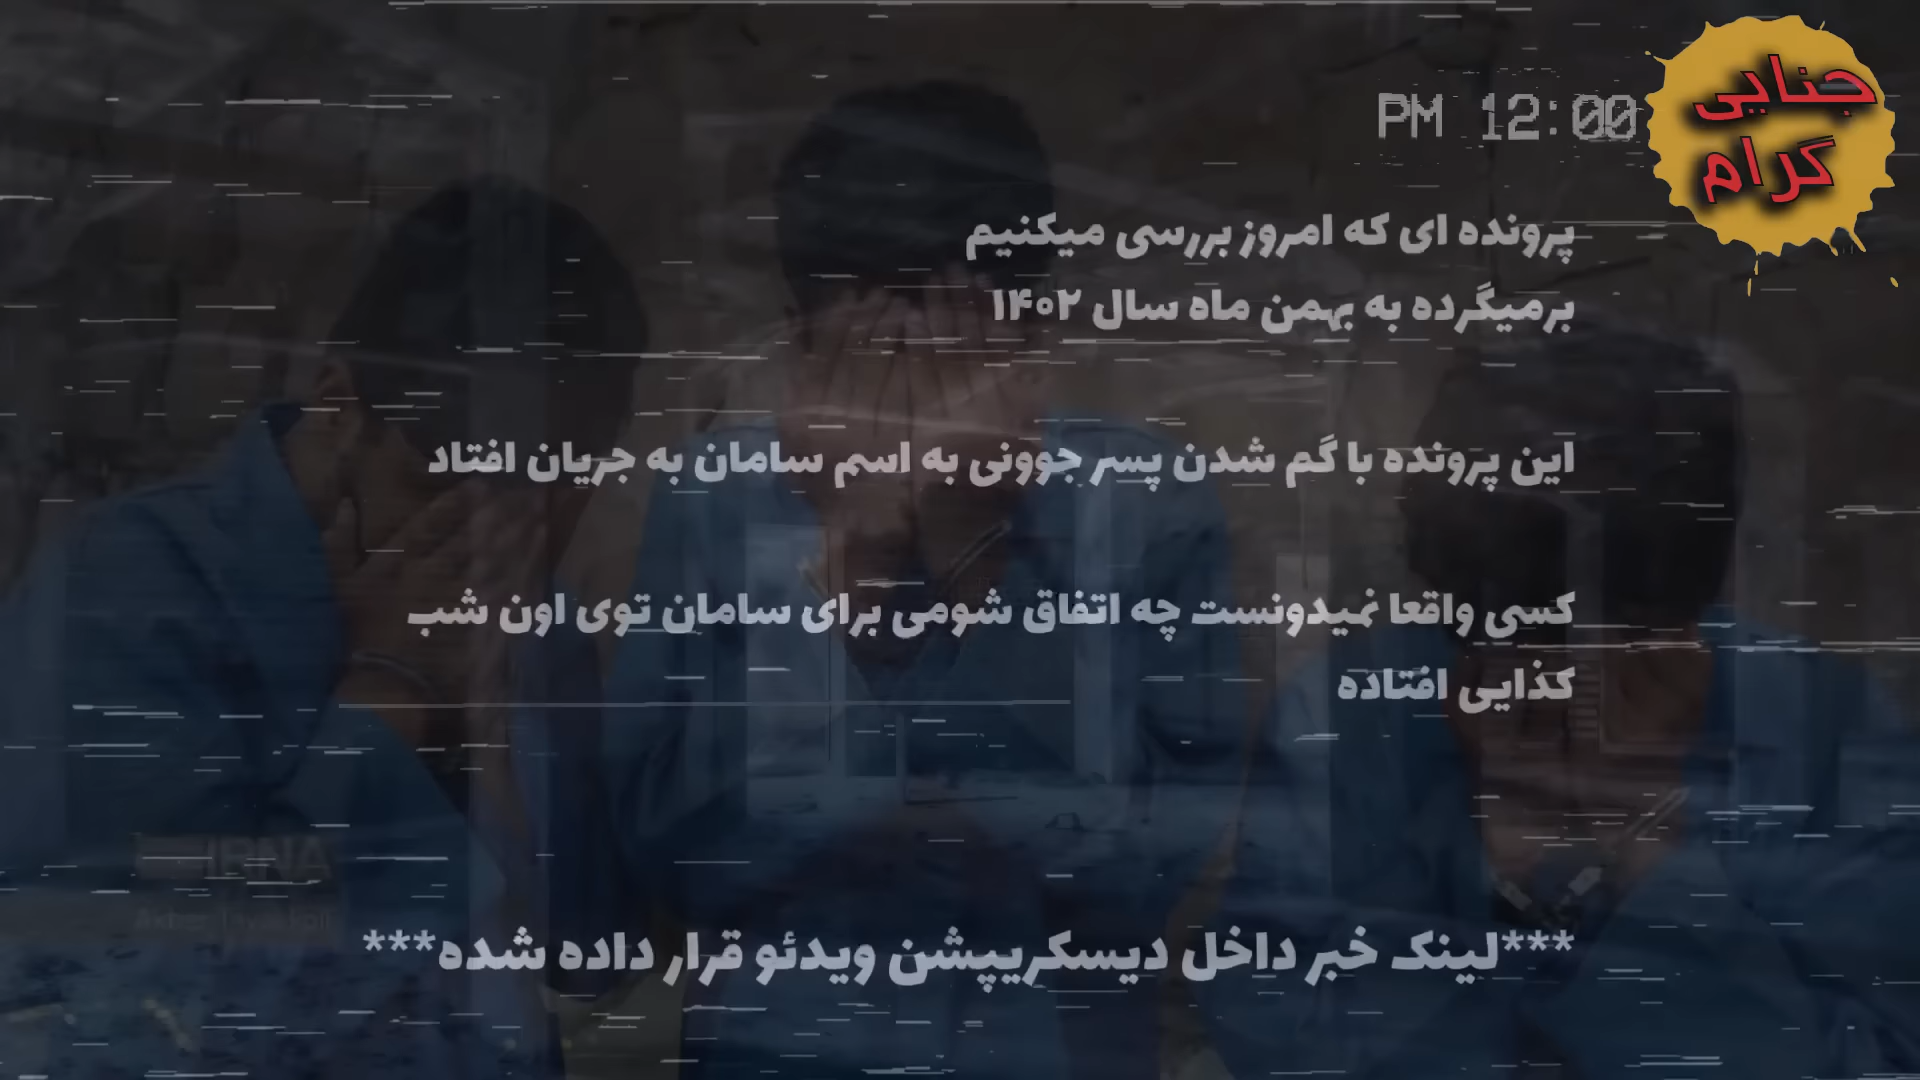 جنایی
گرام
PM 12:00
پرونده ای که امروز بررسی میکنیم
برمیگرده به بهمن ماه سال ۱۴۰۲
این پرونده با گم شدن پسر جوونی به اسم سامان به جریان افتاد
کسی واقعا نمیدونست چه اتفاق شومی برای سامان توی اون شب
کذایی افتاده
IRNA
***لینک خبر داخل دیسکریپشن ویدئو قرار داده شده***